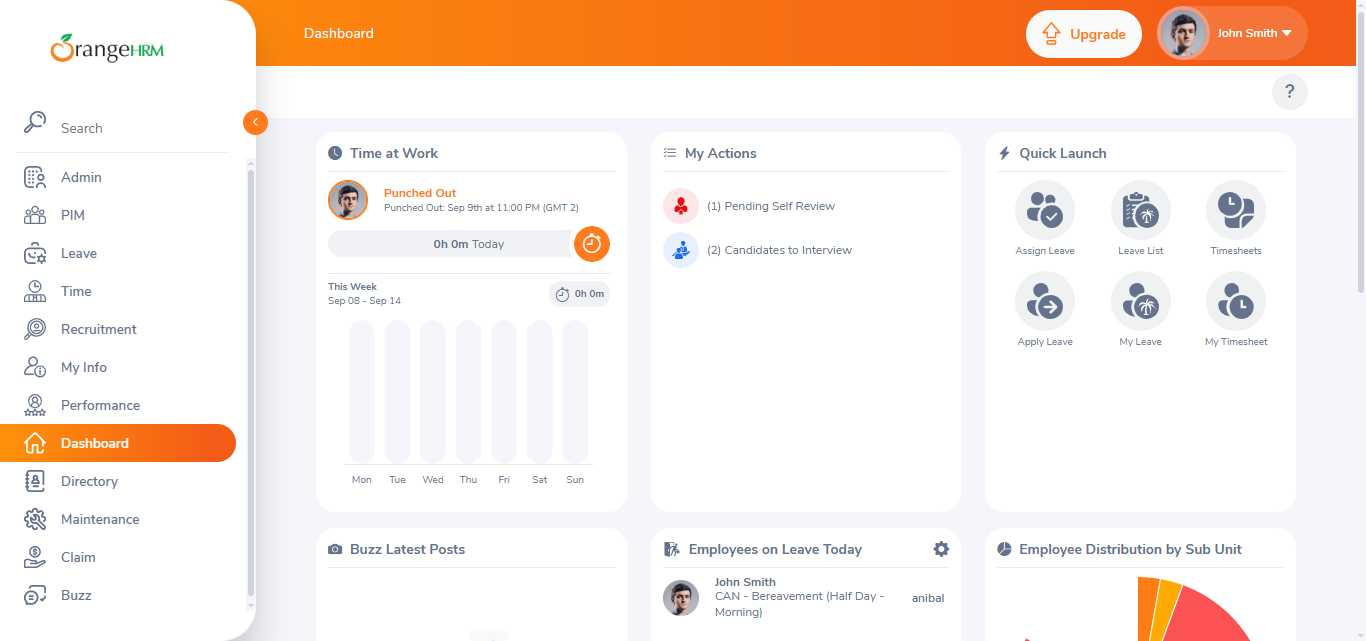 OrangeHRM
Search
Admin
PIM
Leave
Time
Recruitment
My Info
Performance
Dashboard
Directory
Maintenance
Claim
Buzz
Dashboard
Upgrade
John Smith
?
Time at Work
Punched Out
Punched Out: Sep 9th at 11:00 PM (GMT 2)
0h 0m Today
This Week
Sep 08 - Sep 14
0h 0m
Mon Tue Wed Thu Fri Sat Sun
My Actions
(1) Pending Self Review
(2) Candidates to Interview
Quick Launch
Assign Leave
Leave List
Timesheets
Apply Leave
My Leave
My Timesheet
Buzz Latest Posts
Employees on Leave Today
John Smith
CAN - Bereavement (Half Day -
Morning)
anibal
Employee Distribution by Sub Unit